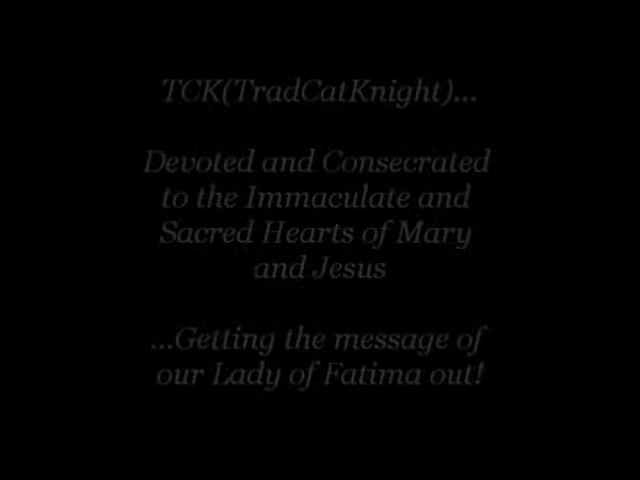 TCK(TradCatKnight)...
Devoted and Consecrated
to the Immaculate and
Sacred Hearts of Mary
and Jesus
...Getting the message of
our Lady of Fatima out!